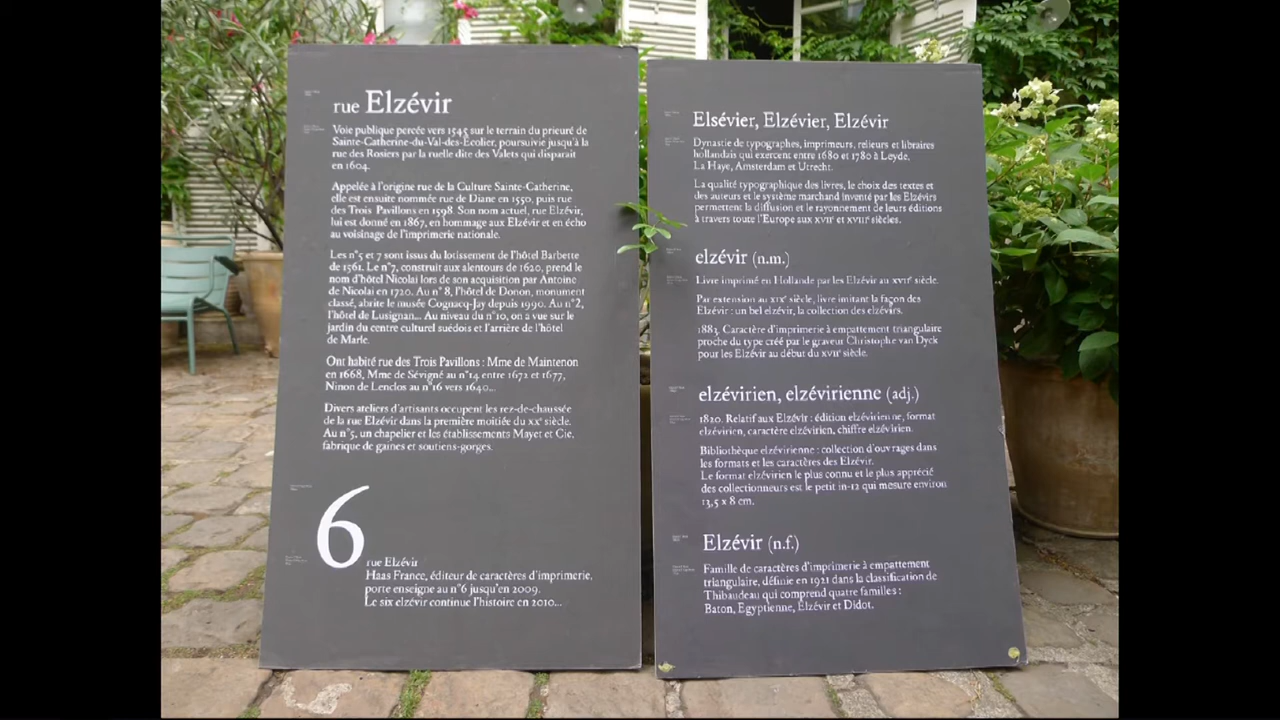 rue Elzévir
Voie publique percée vers 1545 sur le terrain du prieuré de
Sainte-Catherine-du-Val-des-Écolier, poursuivie jusqu'à la
rue des Rosiers par la ruelle dite des Valets qui disparaît
en 1604.
Appelée à l'origine rue de la Culture Sainte-Catherine,
elle est ensuite nommée rue de Diane en 1550, puis rue
des Trois Pavillons en 1598. Son nom actuel, rue Elzévir,
lui est donné en 1867, en hommage aux Elzévir et en écho
au voisinage de l'imprimerie nationale.
Les n°5 et 7 sont issus du lotissement de l'hôtel Barbette
de 1561. Le n°7, construit aux alentours de 1620, prend le
nom d'hôtel Nicolaï lors de son acquisition par Antoine
de Nicolaï en 1720. Au n° 8, l'hôtel de Donon, monument
classé, abrite le musée Cognacq-Jay depuis 1990. Au n°2,
l'hôtel de Lusignan... Au niveau du n°10, on a vue sur le
jardin du centre culturel suédois et l'arrière de l'hôtel
de Marle.
Ont habité rue des Trois Pavillons : Mme de Maintenon
en 1668, Mme de Sévigné au n°14 entre 1672 et 1677,
Ninon de Lenclos au n°16 vers 1640...
Divers ateliers d'artisants occupent les rez-de-chaussée
de la rue Elzévir dans la première moitiée du XXe siècle.
Au n°5, un chapelier et les établissements Mayet et Cie,
fabrique de gaines et soutiens-gorges.
6
rue Elzévir
Haas France, éditeur de caractères d'imprimerie,
porte enseigne au n°6 jusqu'en 2009.
Le six elzévir continue l'histoire en 2010...
Elsévier, Elzévier, Elzévir
Dynastie de typographes, imprimeurs, relieurs et libraires
hollandais qui exercent entre 1680 et 1780 à Leyde,
La Haye, Amsterdam et Utrecht.
La qualité typographique des livres, le choix des textes et
des auteurs et le système marchand inventé par les Elzévirs
permettent la diffusion et le rayonnement de leurs éditions
à travers toute l'Europe aux XVIIe et XVIIIe siècles.
elzévir (n.m.)
Livre imprimé en Hollande par les Elzévir au XVIIe siècle.
Par extension au XIXe siècle, livre imitant la façon des
Elzévir : un bel elzévir, la collection des elzévirs.
1883. Caractère d'imprimerie à empattement triangulaire
proche du type créé par le graveur Christophe van Dyck
pour les Elzévir au début du XVIIe siècle.
elzévirien, elzévirienne (adj.)
1820. Relatif aux Elzévir : édition elzévirienne, format
elzévirien, caractère elzévirien, chiffre elzévirien.
Bibliothèque elzévirienne : collection d'ouvrages dans
les formats et les caractères des Elzévir.
Le format elzévirien le plus connu et le plus apprécié
des collectionneurs est le petit in-12 qui mesure environ
13,5 x 8 cm.
Elzévir (n.f.)
Famille de caractères d'imprimerie à empattement
triangulaire, définie en 1921 dans la classification de
Thibaudeau qui comprend quatre familles :
Baton, Egyptienne, Elzévir et Didot.